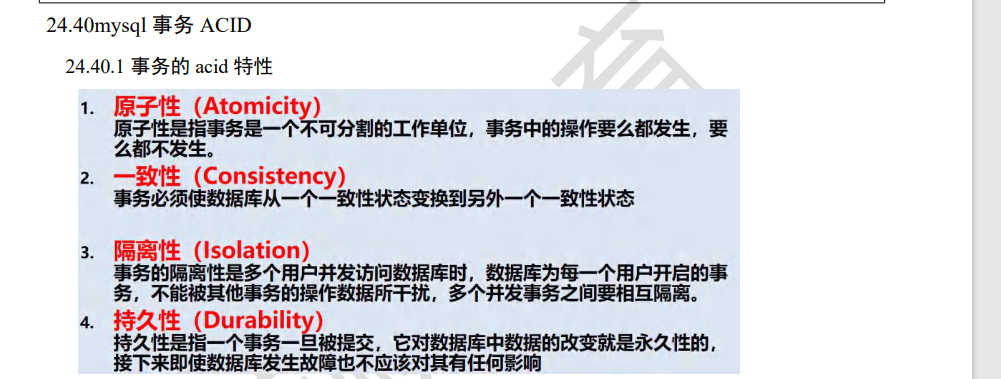 24.40mysql 事务 ACID
24.40.1 事务的 acid 特性
1. 原子性（Atomicity）
原子性是指事务是一个不可分割的工作单位，事务中的操作要么都发生，要
么都不发生。
2. 一致性（Consistency）
事务必须使数据库从一个一致性状态变换到另外一个一致性状态
3. 隔离性（Isolation）
事务的隔离性是多个用户并发访问数据库时，数据库为每一个用户开启的事
务，不能被其他事务的操作数据所干扰，多个并发事务之间要相互隔离。
4. 持久性（Durability）
持久性是指一个事务一旦被提交，它对数据库中数据的改变就是永久性的，
接下来即使数据库发生故障也不应该对其有任何影响